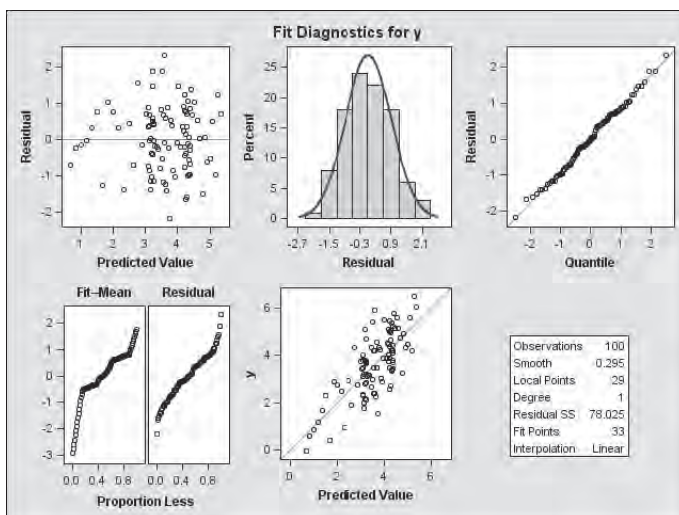 Fit Diagnostics for y
Residual
2
1
0
-1
-2
1 2 3 4 5
Predicted Value
Percent
25
20
15
10
5
0
-2.7 -1.5 -0.3 0.9 2.1
Residual
Residual
2
1
0
-1
-2
-2 -1 0 1 2
Quantile
Fit–Mean Residual
2
1
0
-1
-2
-3
0.0 0.4 0.8 0.0 0.4 0.8
Proportion Less
y
6
4
2
0
0 2 4 6
Predicted Value
Observations 100
Smooth 0.295
Local Points 29
Degree 1
Residual SS 78.025
Fit Points 33
Interpolation Linear